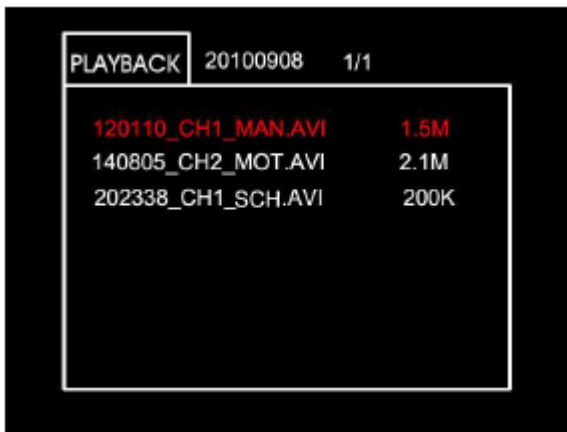 PLAYBACK 20100908 1/1
120110_CH1_MAN.AVI 1.5M
140805_CH2_MOT.AVI 2.1M
202338_CH1_SCH.AVI 200K